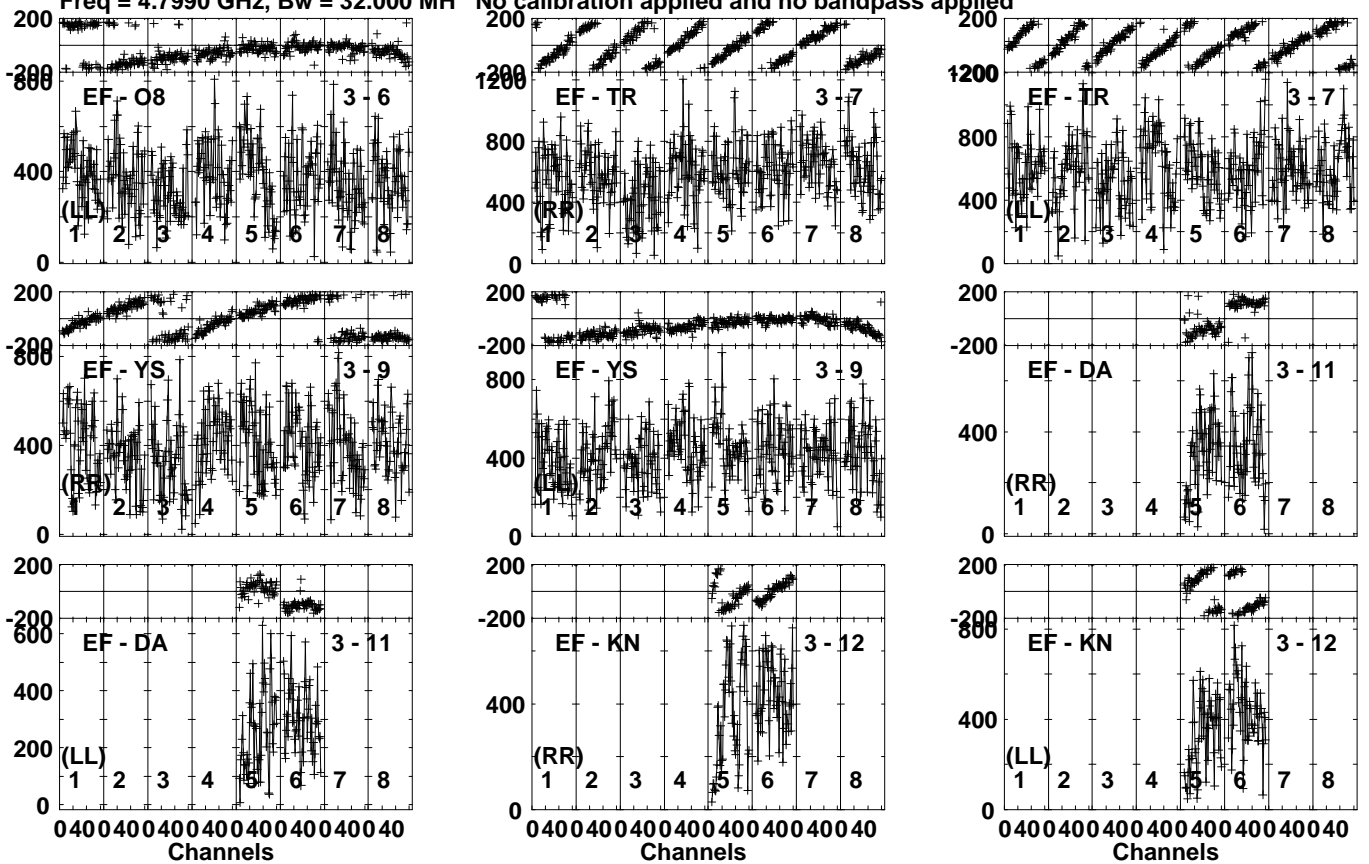 Freq = 4.7990 GHz, Bw = 32.000 MH No calibration applied and no bandpass applied
200 200 200
-200 -200 -200
800 1200 1200
EF - O8 3 - 6 EF - TR 3 - 7 EF - TR 3 - 7
800 800
400 400 400
(LL) (RR) (LL)
1 2 3 4 5 6 7 8 1 2 3 4 5 6 7 8 1 2 3 4 5 6 7 8
0 0 0
200 200 200
-200 -200 -200
800
EF - YS 3 - 9 EF - YS 3 - 9 EF - DA 3 - 11
800
400 400 400
(RR) (LL) (RR)
1 2 3 4 5 6 7 8 1 2 3 4 5 6 7 8 1 2 3 4 5 6 7 8
0 0 0
200 200 200
-200 -200 -200
600 800
EF - DA 3 - 11 EF - KN 3 - 12 EF - KN 3 - 12
400 400 400
200
(LL) (RR) (LL)
1 2 3 4 5 6 7 8 1 2 3 4 5 6 7 8 1 2 3 4 5 6 7 8
0 0 0
0 40 0 40 0 40 0 40 0 40 0 40 0 40 0 40 0 40 0 40 0 40 0 40 0 40 0 40 0 40 0 40 0 40 0 40 0 40 0 40 0 40 0 40 0 40 0 40
Channels Channels Channels